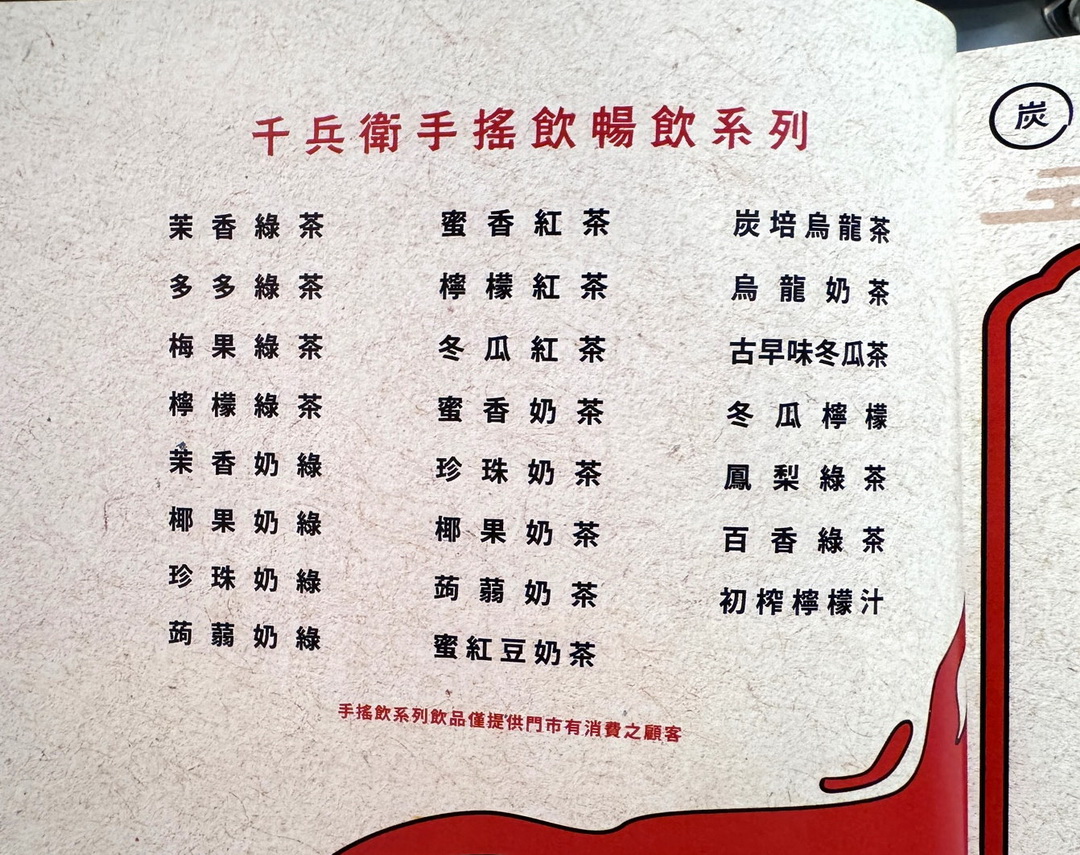 千兵衛手搖飲暢飲系列
茉香綠茶
多多綠茶
梅果綠茶
檸檬綠茶
茉香奶綠
椰果奶綠
珍珠奶綠
蒟蒻奶綠
蜜香紅茶
檸檬紅茶
冬瓜紅茶
蜜香奶茶
珍珠奶茶
椰果奶茶
蒟蒻奶茶
蜜紅豆奶茶
炭培烏龍茶
烏龍奶茶
古早味冬瓜茶
冬瓜檸檬
鳳梨綠茶
百香綠茶
初榨檸檬汁
手搖飲系列飲品僅提供門市有消費之顧客
炭